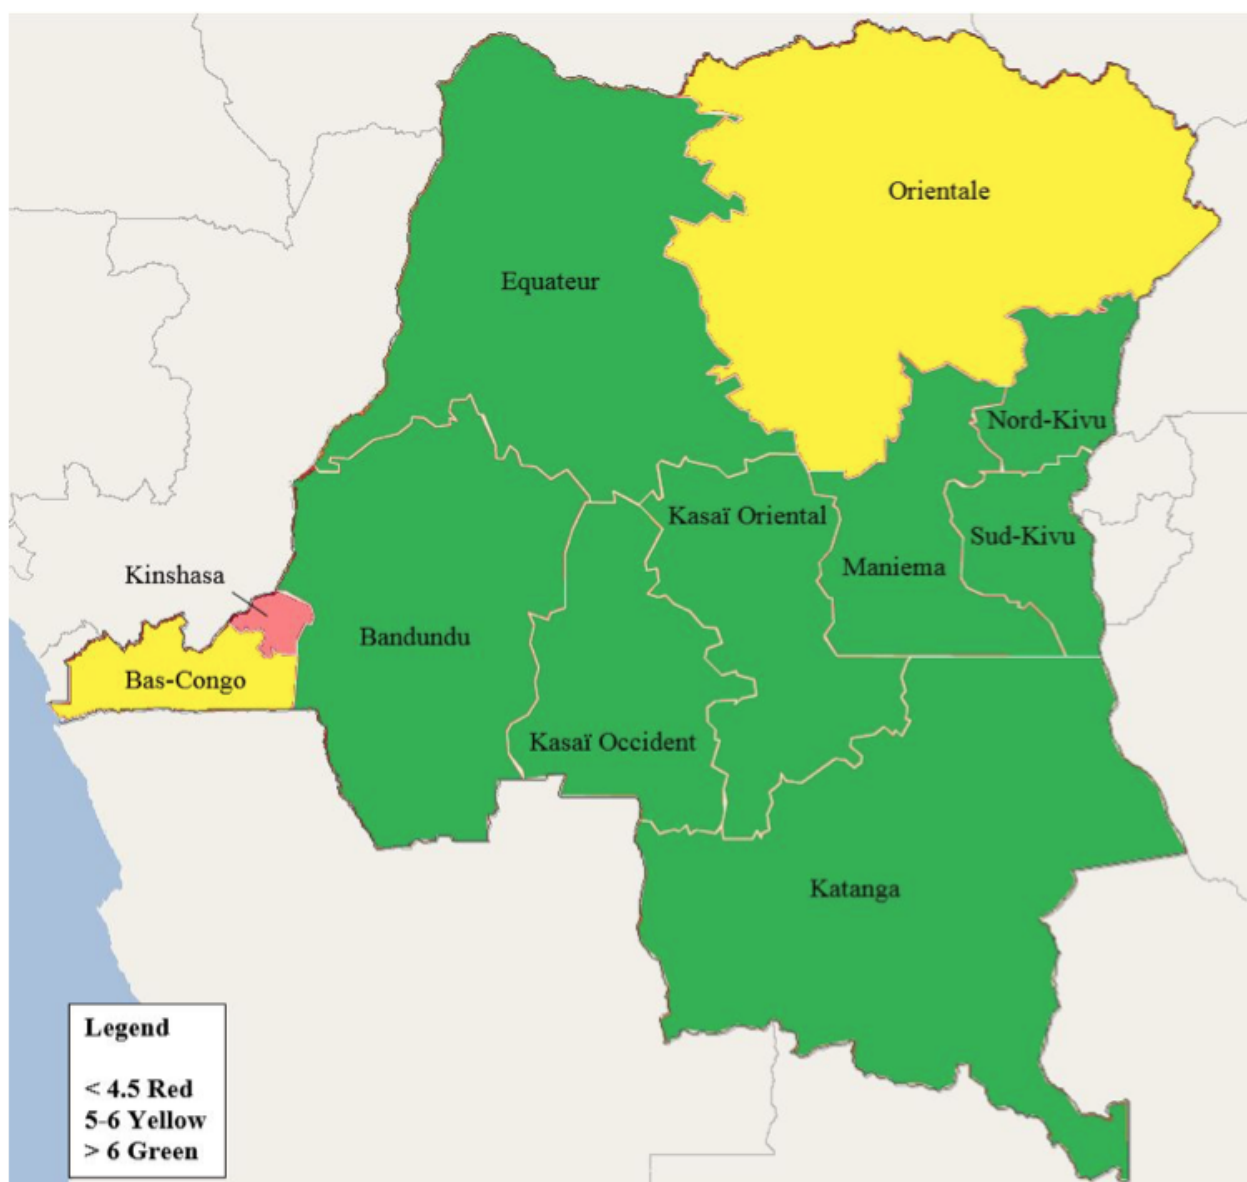 Orientale
Equateur
Nord-Kivu
Kasaï Oriental
Sud-Kivu
Maniema
Kinshasa
Bandundu
Bas-Congo
Kasaï Occident
Katanga
Legend
< 4.5 Red
5-6 Yellow
> 6 Green